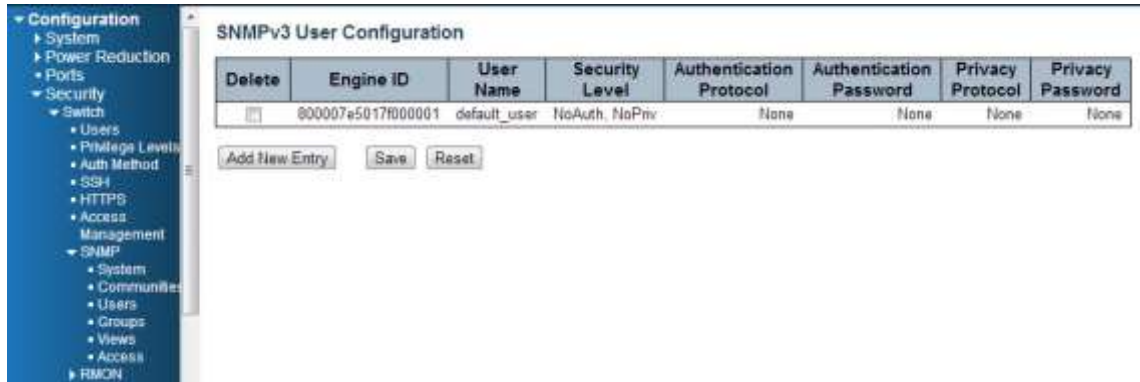 Configuration
System
Power Reduction
Ports
Security
Switch
Users
Privilege Levels
Auth Method
SSH
HTTPS
Access
Management
SNMP
System
Communities
Users
Groups
Views
Access
RMON
SNMPv3 User Configuration
Delete Engine ID User Name Security Level Authentication Protocol Authentication Password Privacy Protocol Privacy Password
800007e5017f000001 default_user NoAuth, NoPriv None None None None
Add New Entry Save Reset